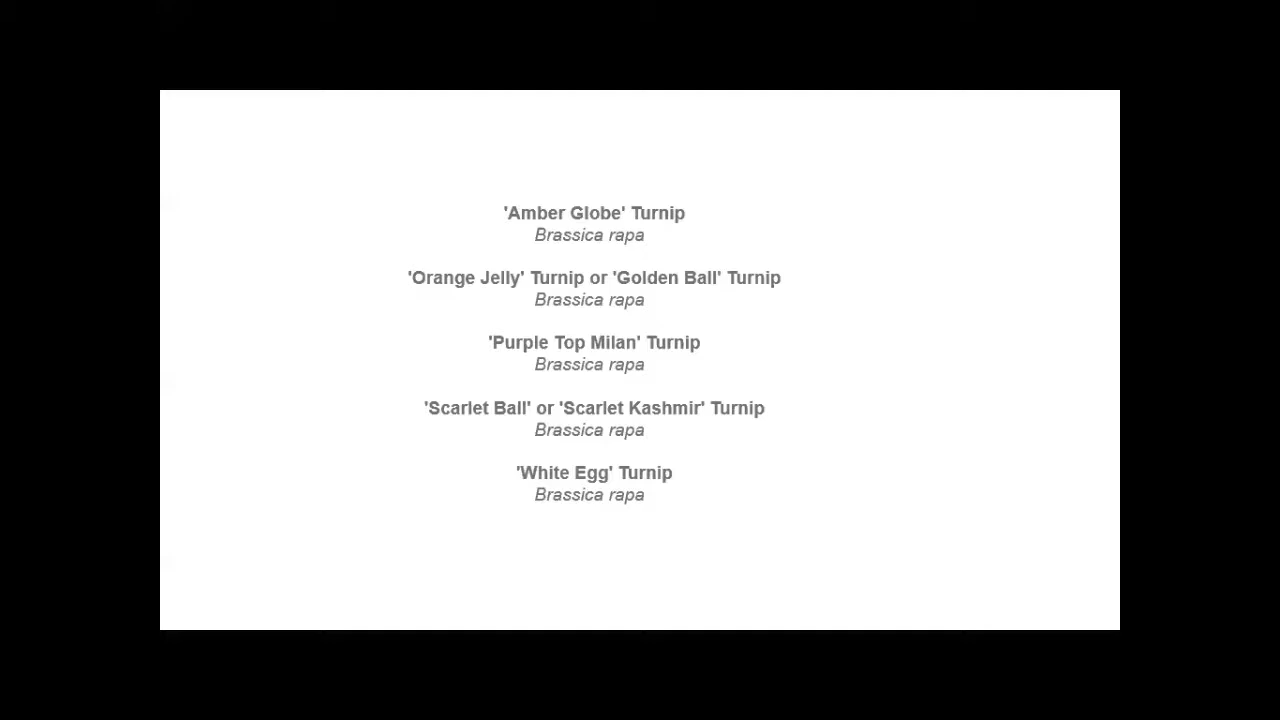 'Amber Globe' Turnip
Brassica rapa
'Orange Jelly' Turnip or 'Golden Ball' Turnip
Brassica rapa
'Purple Top Milan' Turnip
Brassica rapa
'Scarlet Ball' or 'Scarlet Kashmir' Turnip
Brassica rapa
'White Egg' Turnip
Brassica rapa